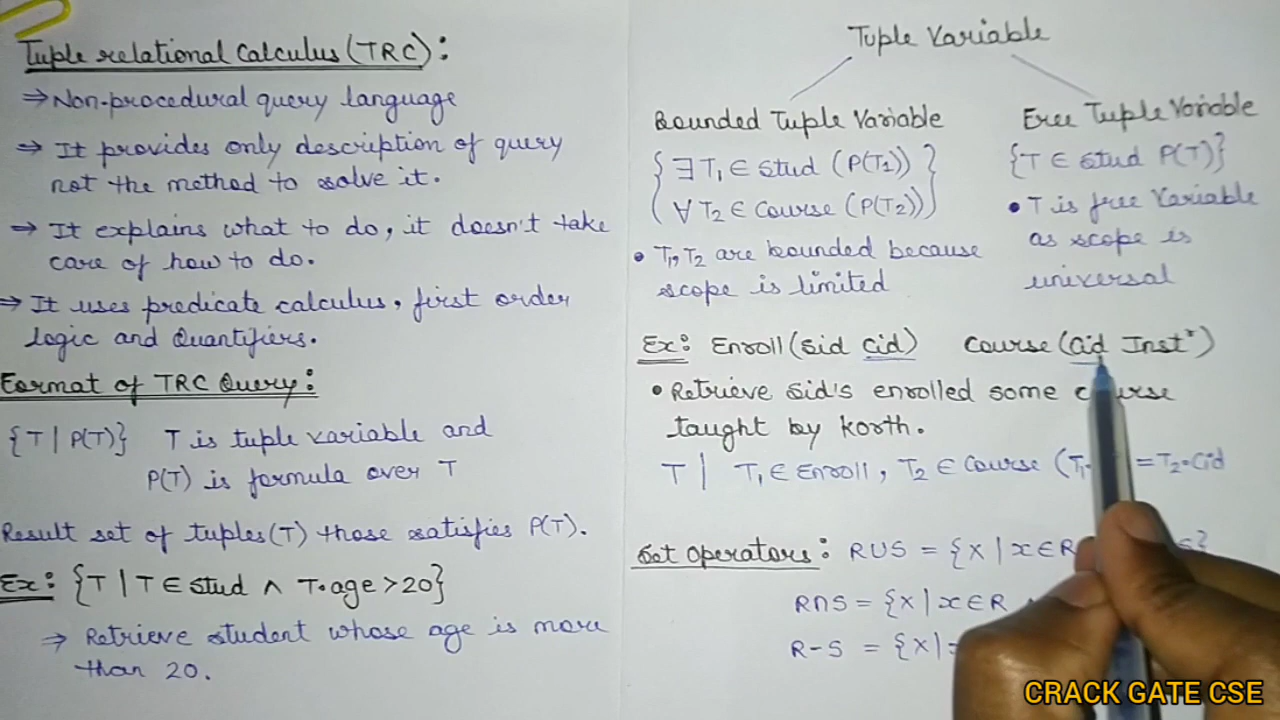 Tuple relational calculus (TRC):
⇒ Non-procedural query language
⇒ It provides only description of query
not the method to solve it.
⇒ It explains what to do, it doesn't take
care of how to do.
⇒ It uses predicate calculus, first order
logic and Quantifiers.
Format of TRC Query:
{T | P(T)} T is tuple variable and
P(T) is formula over T
Result set of tuples(T) those satisfies P(T).
Ex: {T | T ∈ stud ∧ T.age > 20}
⇒ Retrieve student whose age is more
than 20.
Tuple Variable
Bounded Tuple Variable
{ ∃ T1 ∈ stud (P(T1)) }
( ∀ T2 ∈ Course (P(T2)) )
• T1, T2 are bounded because
scope is limited
Free Tuple Variable
{T ∈ stud P(T)}
• T is free Variable
as scope is
universal
Ex: Enroll(sid cid) Course (cid Instr)
• Retrieve sid's enrolled some course
taught by Korth.
T | T1 ∈ Enroll, T2 ∈ Course (T1. = T2.cid
Set Operators: RUS = {X | x∈R S}
R∩S = {X | x∈R
R-S = {X |
CRACK GATE CSE